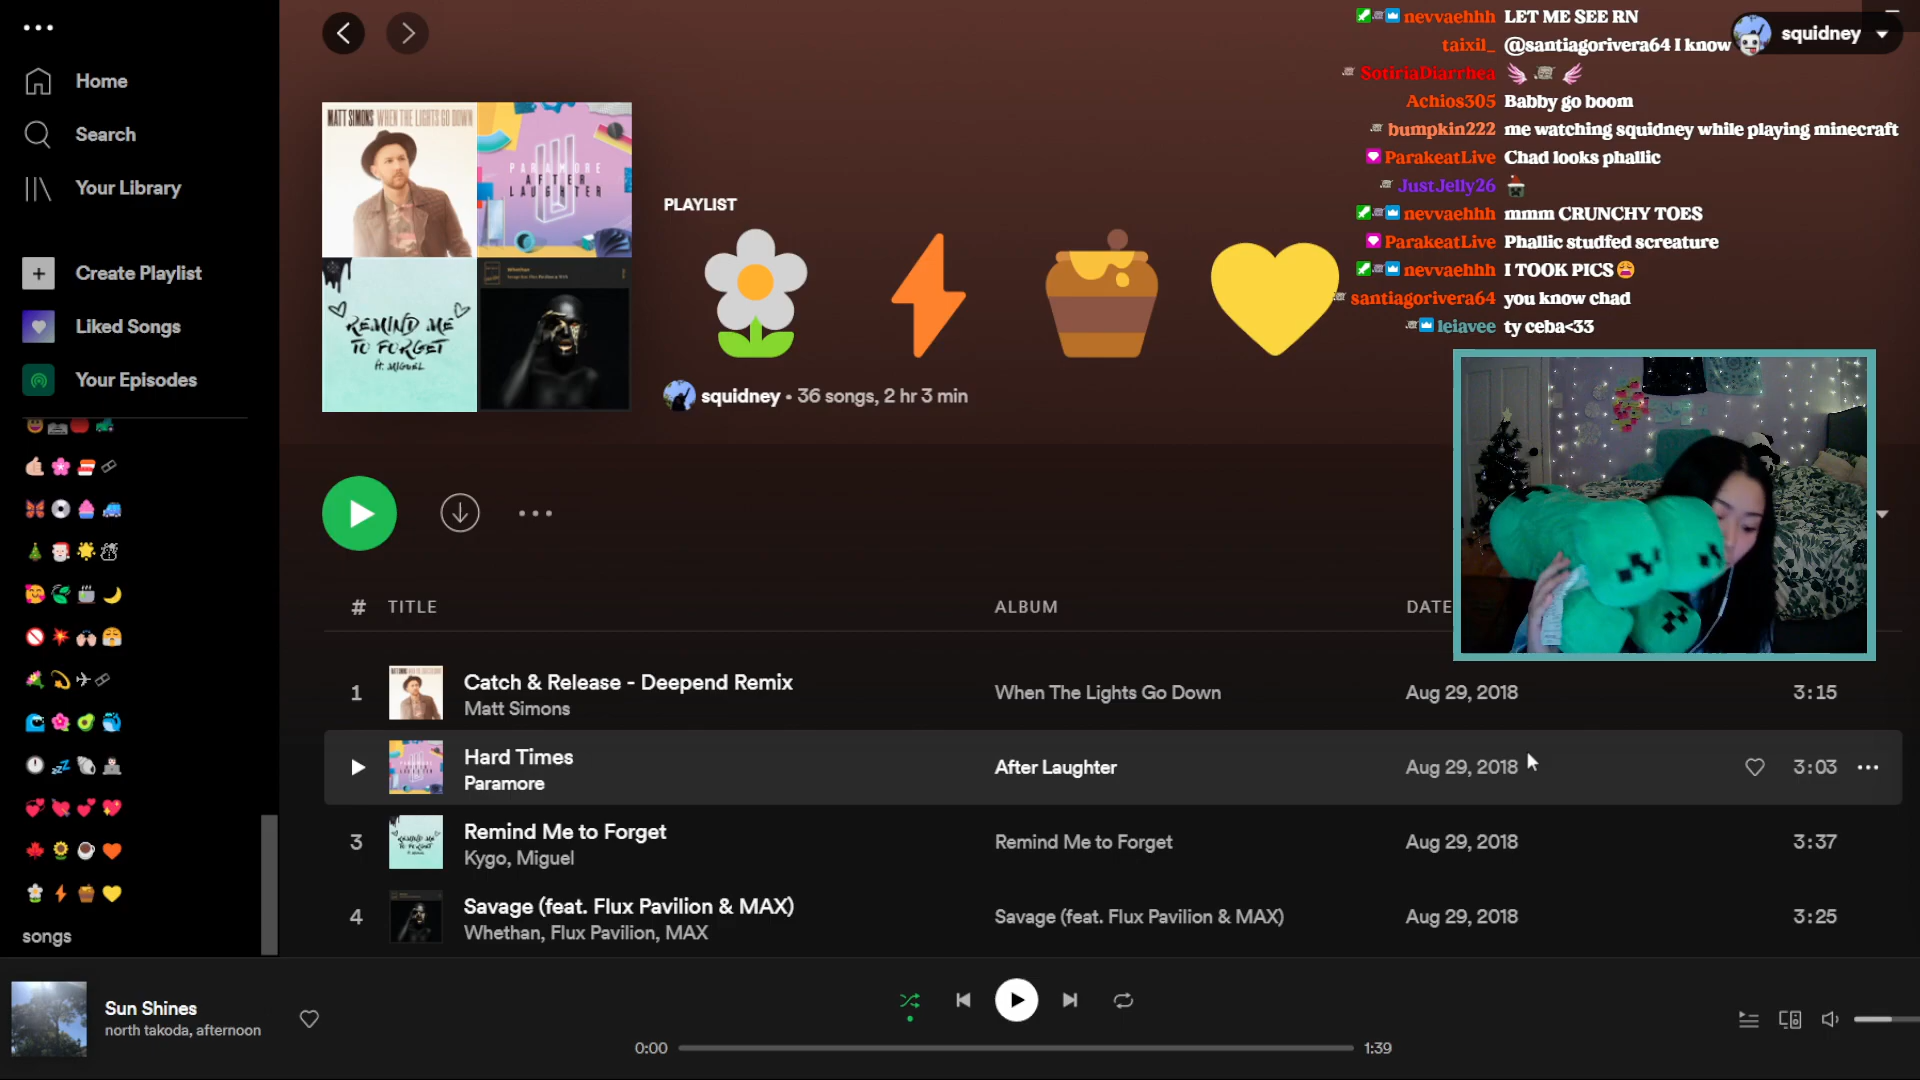 nevvaehhh LET ME SEE RN
taixil_ @santiagorivera64 I know
squidney
SotiriaDiarrhea
Achios305 Babby go boom
bumpkin222 me watching squidney while playing minecraft
ParakeatLive Chad looks phallic
JustJelly26
nevvaehhh mmm CRUNCHY TOES
ParakeatLive Phallic studfed screature
nevvaehhh I TOOK PICS
santiagorivera64 you know chad
leiavee ty ceba<33
Home
Search
Your Library
Create Playlist
Liked Songs
Your Episodes
songs
MATT SIMONS WHEN THE LIGHTS GO DOWN
PARAMORE
AFTER
LAUGHTER
REMIND ME
TO FORGET
ft. MIGUEL
PLAYLIST
squidney • 36 songs, 2 hr 3 min
# TITLE ALBUM DATE
1 Catch & Release - Deepend Remix When The Lights Go Down Aug 29, 2018 3:15
Matt Simons
Hard Times After Laughter Aug 29, 2018 3:03
Paramore
3 Remind Me to Forget Remind Me to Forget Aug 29, 2018 3:37
Kygo, Miguel
4 Savage (feat. Flux Pavilion & MAX) Savage (feat. Flux Pavilion & MAX) Aug 29, 2018 3:25
Whethan, Flux Pavilion, MAX
Sun Shines
north takoda, afternoon
0:00 1:39